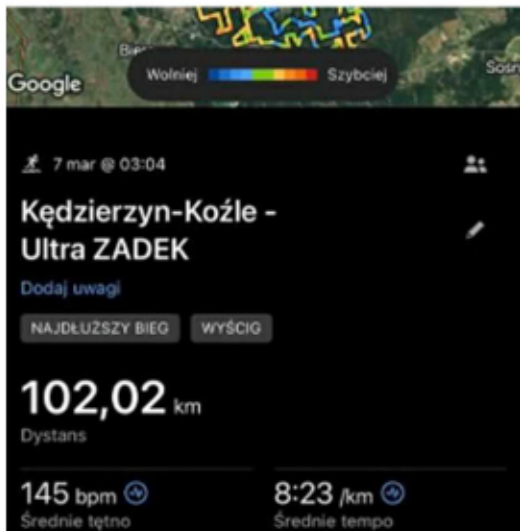 Wolniej Szybciej
Google
7 mar @ 03:04
Kędzierzyn-Koźle -
Ultra ZADEK
Dodaj uwagi
NAJDŁUŻSZY BIEG WYŚCIG
102,02 km
Dystans
145 bpm 8:23 /km
Średnie tętno Średnie tempo